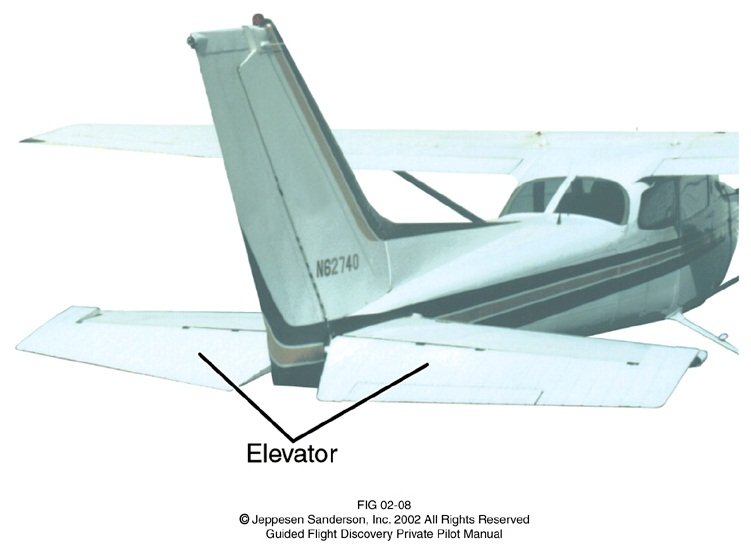 N62740
Elevator
FIG 02-08
© Jeppesen Sanderson, Inc. 2002 All Rights Reserved
Guided Flight Discovery Private Pilot Manual